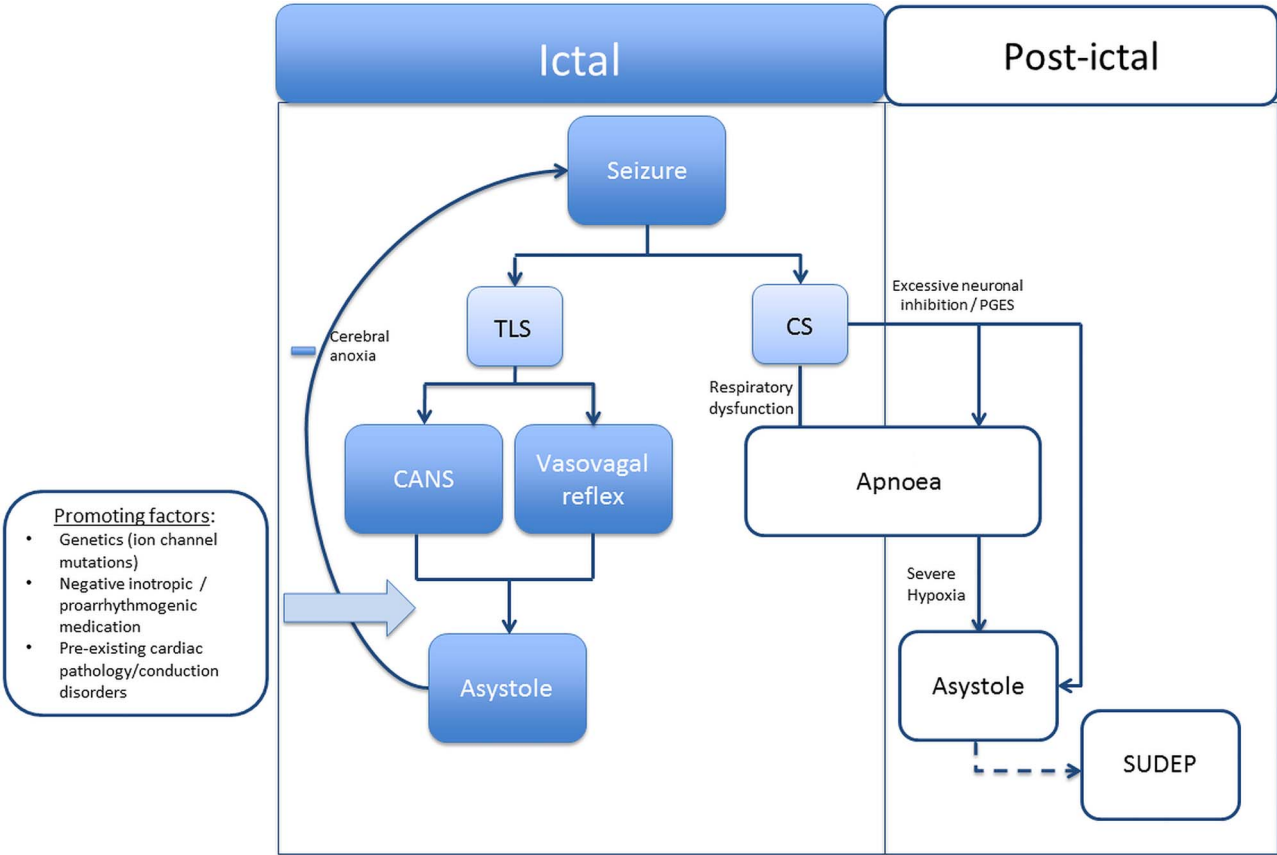 Ictal
Post-ictal
Seizure
TLS
CS
Excessive neuronal
inhibition / PGES
Cerebral
anoxia
Respiratory
dysfunction
CANS
Vasovagal
reflex
Apnoea
Promoting factors:
• Genetics (ion channel
mutations)
• Negative inotropic /
proarrhythmogenic
medication
• Pre-existing cardiac
pathology/conduction
disorders
Severe
Hypoxia
Asystole
Asystole
SUDEP